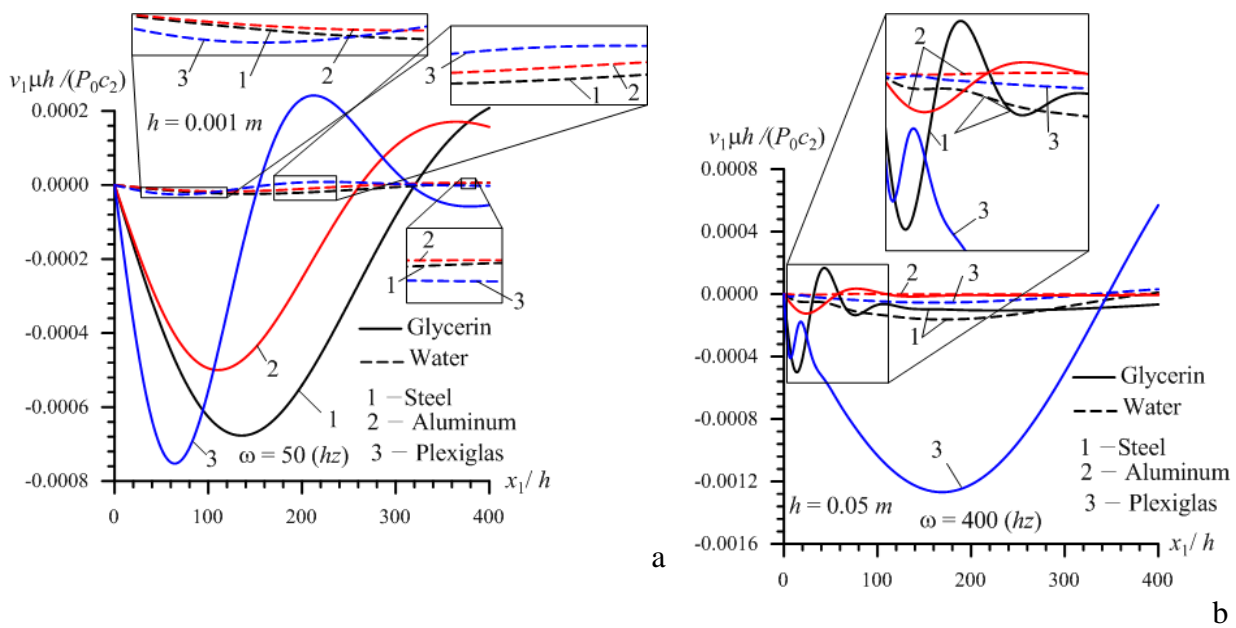 v₁μh /(P₀c₂)
0.0002
0.0000
-0.0002
-0.0004
-0.0006
-0.0008
h = 0.001 m
3
1
2
3
1
2
2
1
3
Glycerin
Water
2
1
3
1 – Steel
2 – Aluminum
3 – Plexiglas
ω = 50 (hz)
x₁/ h
0
100
200
300
400
a
v₁μh /(P₀c₂)
0.0008
0.0004
0.0000
-0.0004
-0.0008
-0.0012
-0.0016
2
1
3
3
2
3
1
3
Glycerin
Water
1 – Steel
2 – Aluminum
3 – Plexiglas
h = 0.05 m
ω = 400 (hz)
x₁/ h
0
100
200
300
400
b